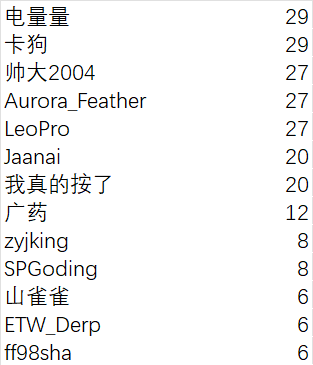 电量量 29
卡狗 29
帅大2004 27
Aurora_Feather 27
LeoPro 27
Jaanai 20
我真的按了 20
广药 12
zyjking 8
SPGoding 8
山雀雀 6
ETW_Derp 6
ff98sha 6